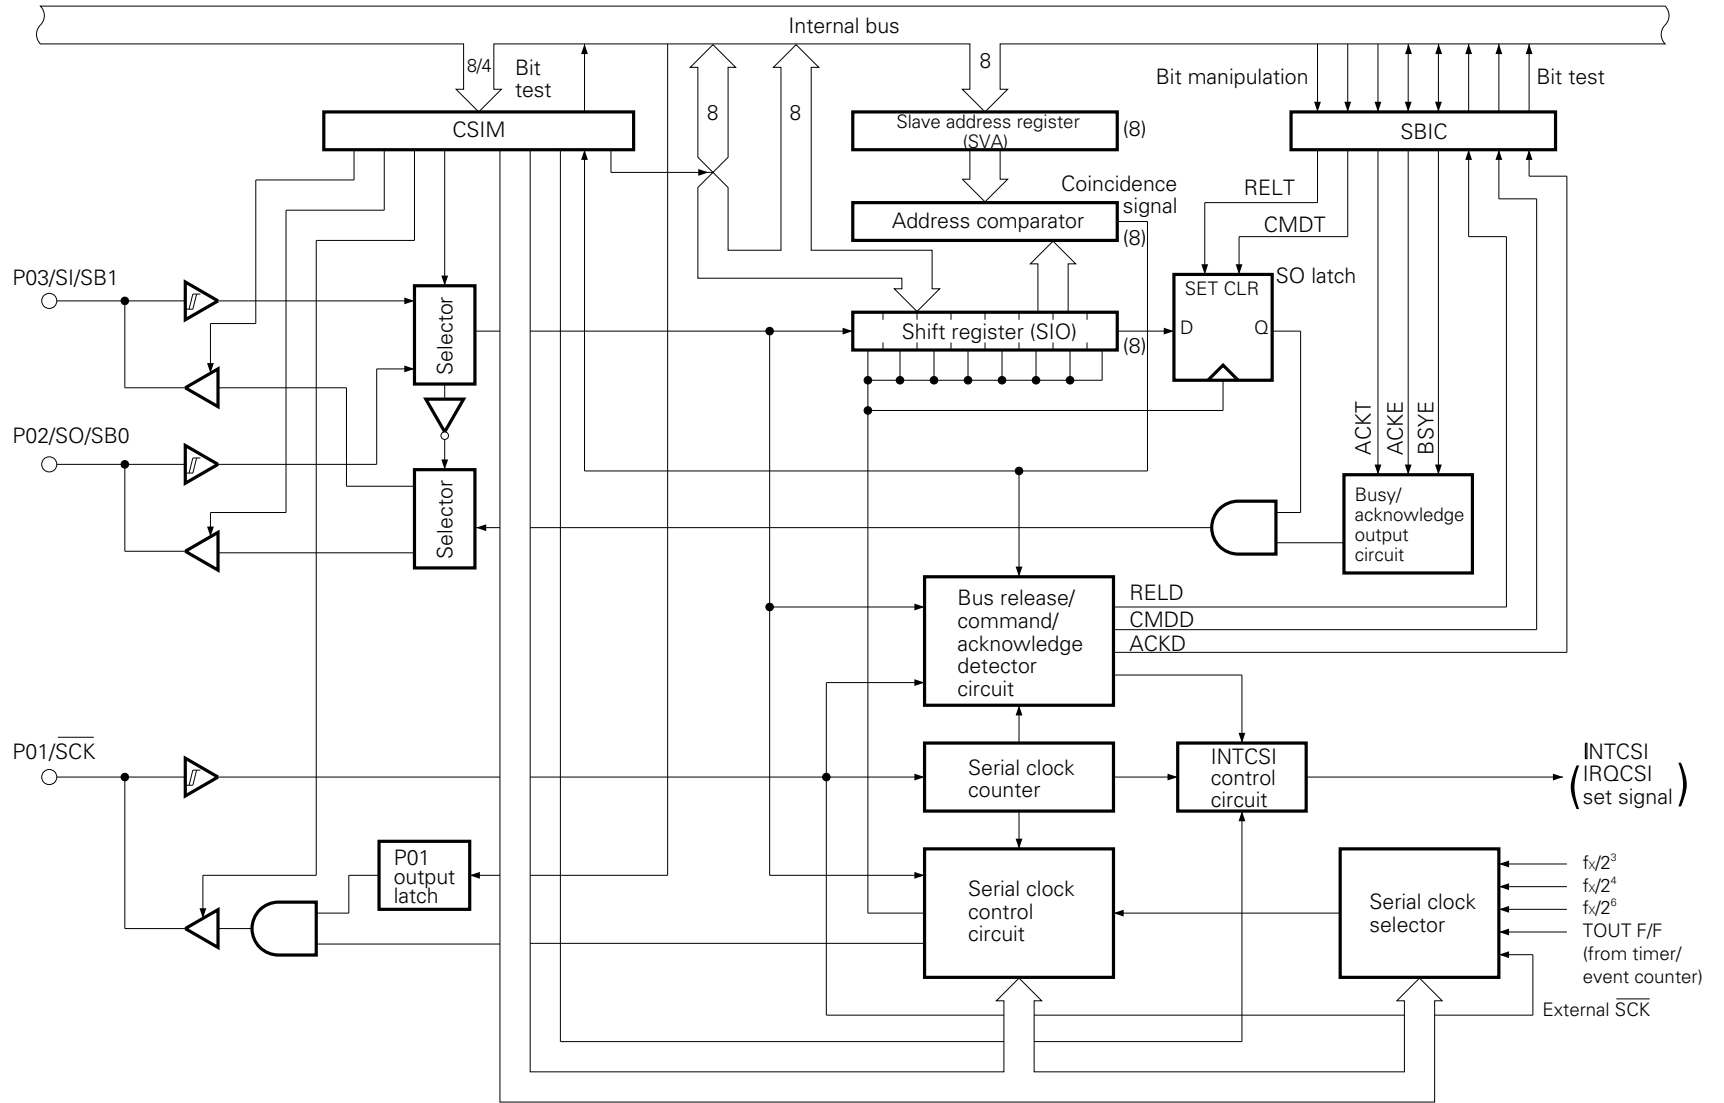 Internal bus
8/4
Bit
test
8
8
8
Bit manipulation
Bit test
CSIM
Slave address register
(SVA)
(8)
SBIC
Coincidence
signal
RELT
CMDT
Address comparator
(8)
P03/SI/SB1
SO latch
SET CLR
D
Q
Selector
Shift register (SIO)
(8)
ACKT
ACKE
BSYE
P02/SO/SB0
Selector
Busy/
acknowledge
output
circuit
Bus release/
command/
acknowledge
detector
circuit
RELD
CMDD
ACKD
P01/S̅C̅K̅
Serial clock
counter
INTCSI
control
circuit
INTCSI
(IRQCSI
set signal)
P01
output
latch
Serial clock
control
circuit
Serial clock
selector
fx/2³
fx/2⁴
fx/2⁶
TOUT F/F
(from timer/
event counter)
External S̅C̅K̅